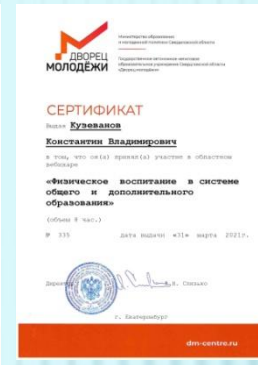 Министерство образования
и молодежной политики Свердловской области
Государственное автономное нетиповое
образовательное учреждение Свердловской области
«Дворец молодёжи»
ДВОРЕЦ
МОЛОДЁЖИ
СЕРТИФИКАТ
Выдан Кузеванов
Константин Владимирович
в том, что он(а) принял(а) участие в областном
вебинаре
«Физическое воспитание в системе
общего и дополнительного
образования»
(объем 8 час.)
№ 335 дата выдачи «31» марта 2021г.
Директор
г. Екатеринбург
dm-centre.ru